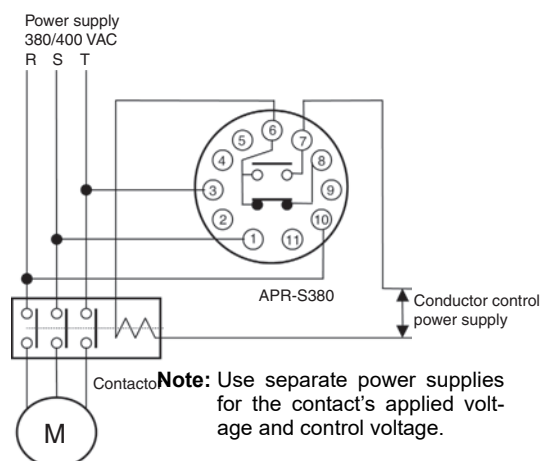 Power supply
380/400 VAC
R S T
6
5 7
4 8
3 9
2 10
1 11
APR-S380
Conductor control
power supply
Contactor
Note: Use separate power supplies
for the contact's applied volt-
age and control voltage.
M